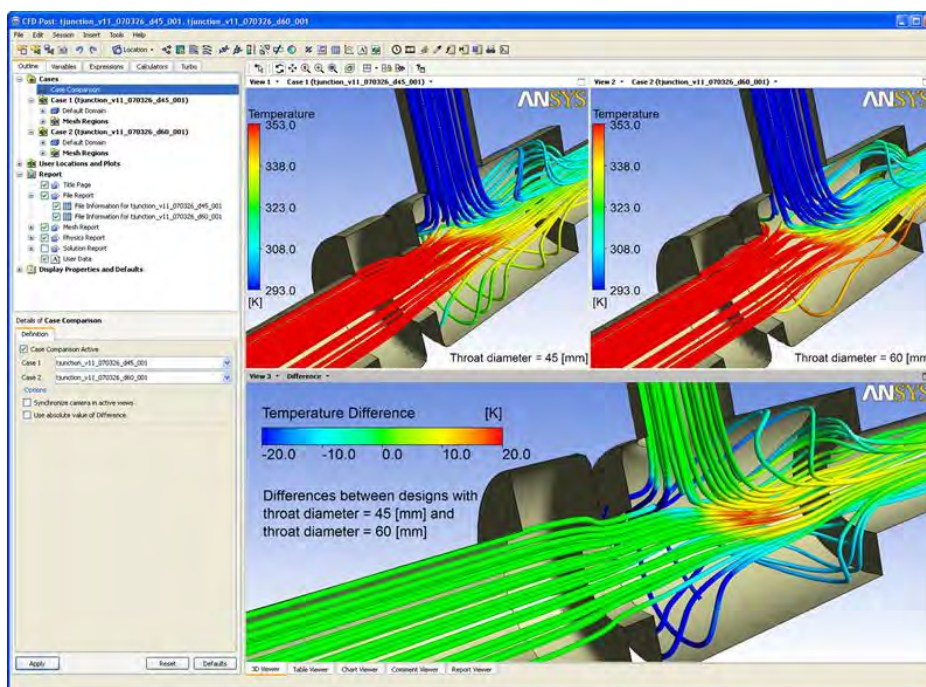 CFD-Post: tjunction_v11_070326_d45_001, tjunction_v11_070326_d60_001
File Edit Session Insert Tools Help
Location
Outline Variables Expressions Calculators Turbo
Cases
Case Comparison
Case 1 (tjunction_v11_070326_d45_001)
Default Domain
Mesh Regions
Case 2 (tjunction_v11_070326_d60_001)
Default Domain
Mesh Regions
User Locations and Plots
Report
Title Page
File Report
File Information for tjunction_v11_070326_d45_001
File Information for tjunction_v11_070326_d60_001
Mesh Report
Physics Report
Solution Report
User Data
Display Properties and Defaults
Details of Case Comparison
Definition
Case Comparison Active
Case 1 tjunction_v11_070326_d45_001
Case 2 tjunction_v11_070326_d60_001
Options
Synchronize camera in active views
Use absolute value of Difference
Apply Reset Defaults
View 1 Case 1 (tjunction_v11_070326_d45_001)
ANSYS
Temperature
353.0
338.0
323.0
308.0
293.0
[K]
Throat diameter = 45 [mm]
View 2 Case 2 (tjunction_v11_070326_d60_001)
ANSYS
Temperature
353.0
338.0
323.0
308.0
293.0
[K]
Throat diameter = 60 [mm]
View 3 Difference
ANSYS
Temperature Difference [K]
-20.0 -10.0 0.0 10.0 20.0
Differences between designs with
throat diameter = 45 [mm] and
throat diameter = 60 [mm]
3D Viewer Table Viewer Chart Viewer Comment Viewer Report Viewer